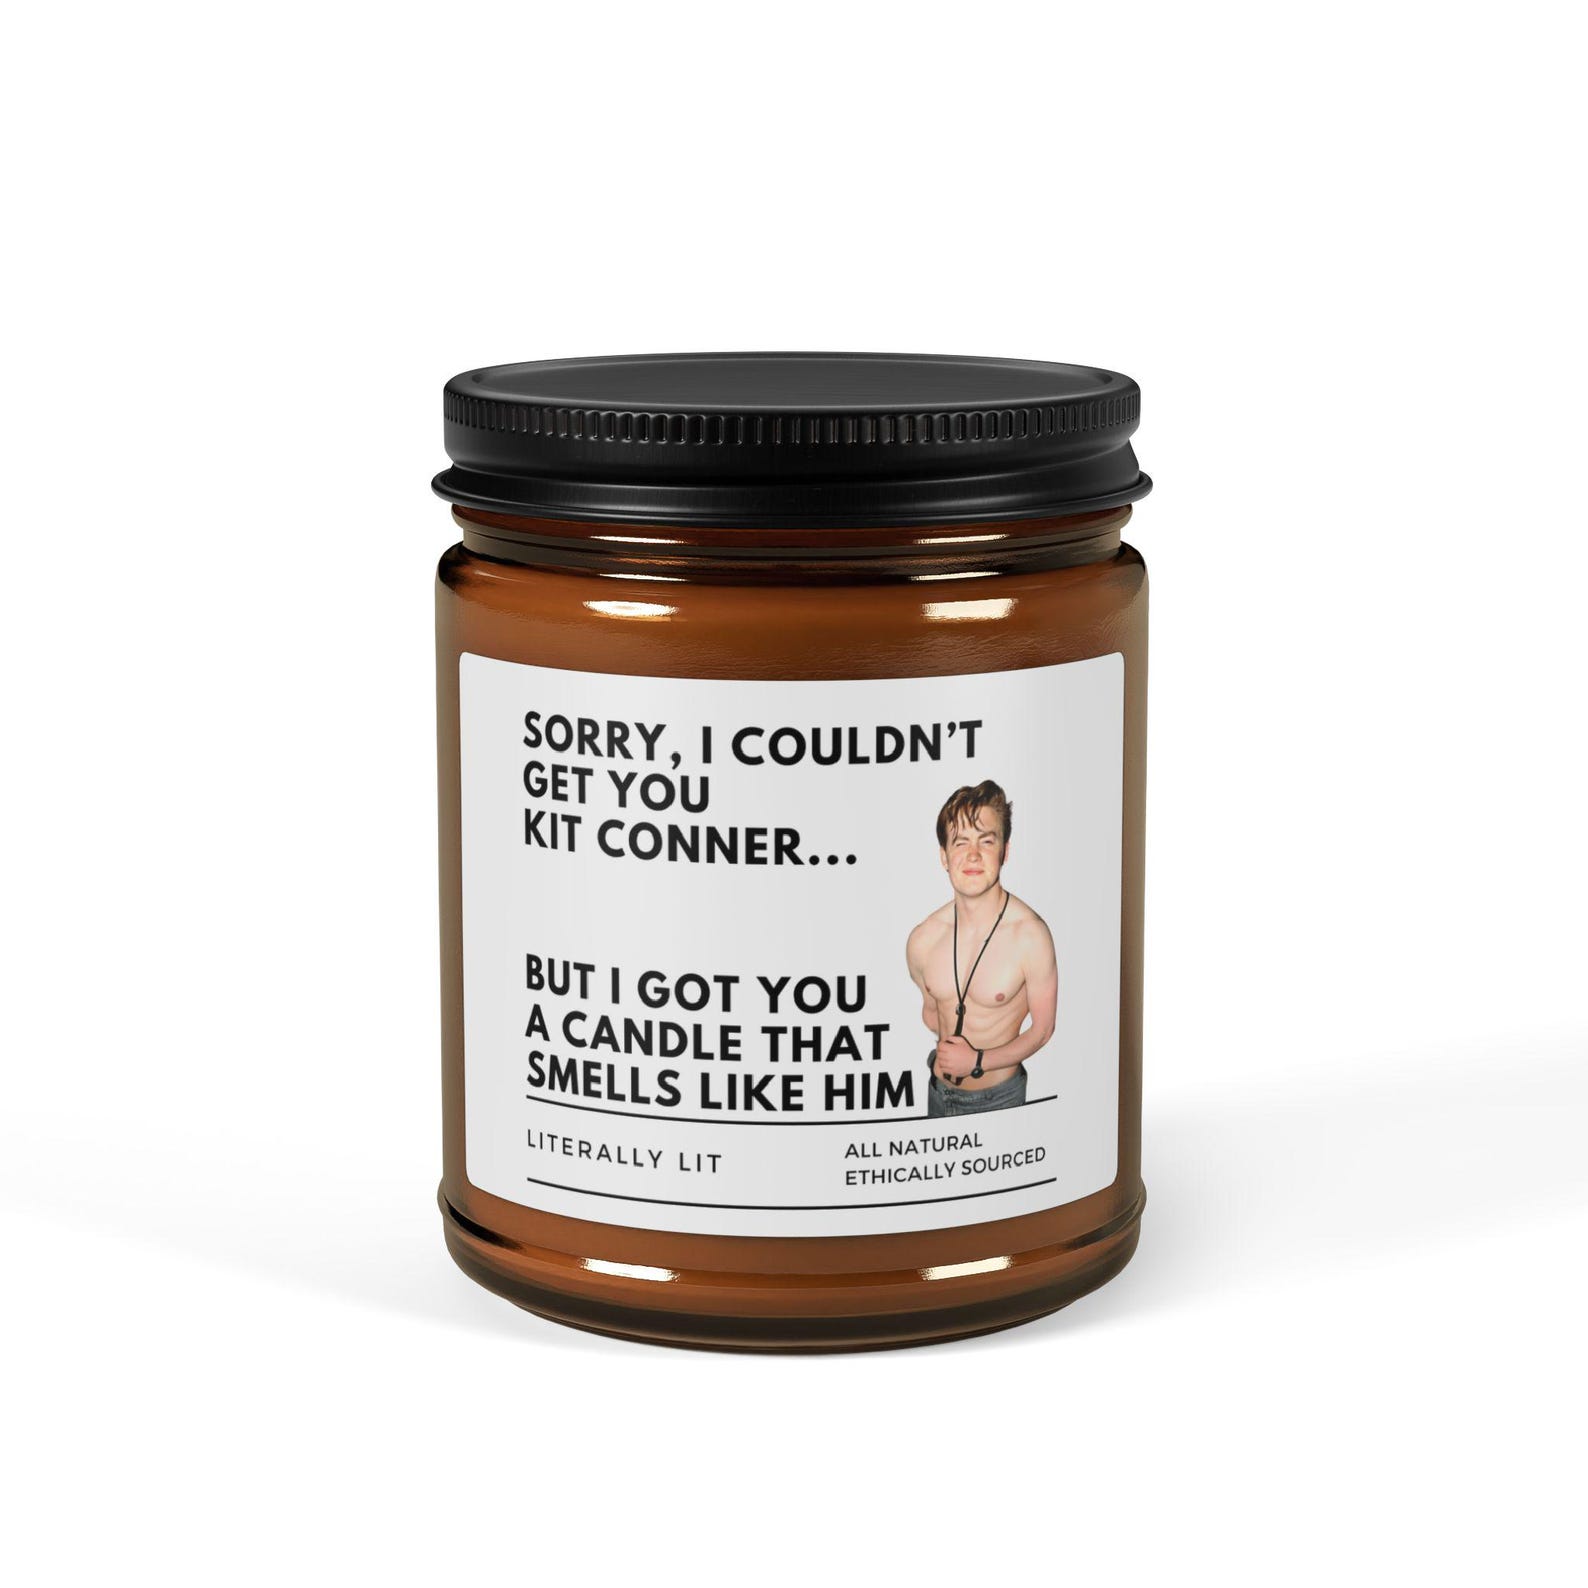 SORRY, I COULDN'T
GET YOU
KIT CONNER...
BUT I GOT YOU
A CANDLE THAT
SMELLS LIKE HIM
LITERALLY LIT
ALL NATURAL
ETHICALLY SOURCED